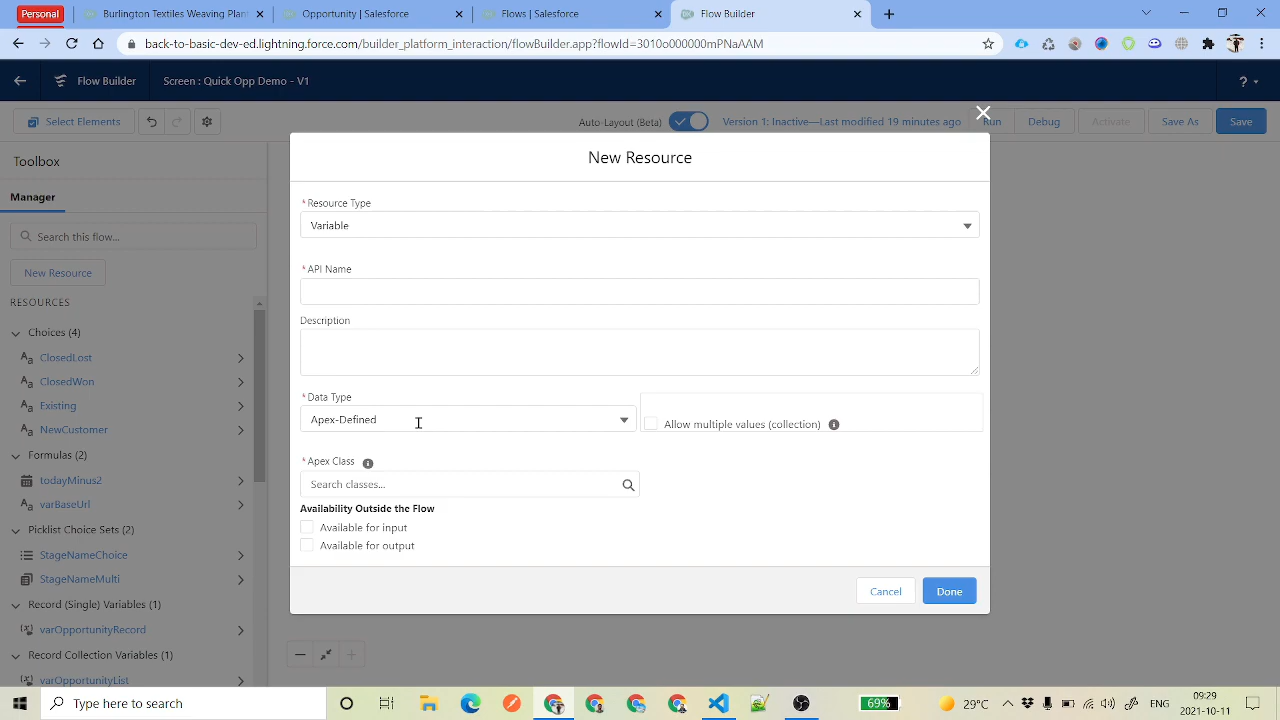 Personal
Burlington Textiles Weaving Plant
Opportunity | Salesforce
Flows | Salesforce
Flow Builder
back-to-basic-dev-ed.lightning.force.com/builder_platform_interaction/flowBuilder.app?flowId=3010o000000mPNaAAM
Flow Builder
Screen : Quick Opp Demo - V1
?
Select Elements
Auto-Layout (Beta)
Version 1: Inactive—Last modified 19 minutes ago
Run
Debug
Activate
Save As
Save
Toolbox
Manager
Search this flow...
New Resource
RESOURCES
Choices (4)
ClosedLost
ClosedWon
Existing
NewCustomer
Formulas (2)
todayMinus2
varBaseUrl
Picklist Choice Sets (2)
StageNameChoice
StageNameMulti
Record (Single) Variables (1)
varOpportunityRecord
Record Collection Variables (1)
varOpportunityList
New Resource
* Resource Type
Variable
* API Name
Description
* Data Type
Apex-Defined
Allow multiple values (collection)
* Apex Class
Search classes...
Availability Outside the Flow
Available for input
Available for output
Cancel
Done
Type here to search
69%
29°C
ENG
09:29
2021-10-11